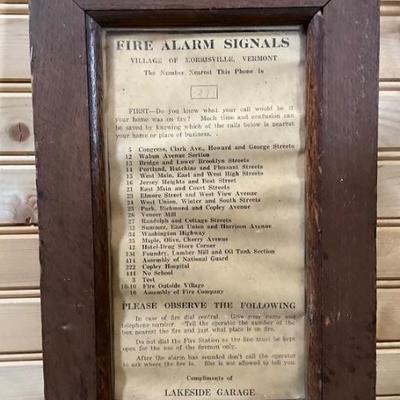 FIRE ALARM SIGNALS
VILLAGE OF MORRISVILLE, VERMONT
The Number Nearest This Phone Is
27
FIRST—Do you know what your call would be if
your home was on fire? Much time and confusion can
be saved by knowing which of the calls below is nearest
your home or place of business.
5 Congress, Clark Ave., Howard and George Streets
12 Wabun Avenue Section
13 Bridge and Lower Brooklyn Streets
14 Portland, Hutchins and Pleasant Streets
15 West Main, East and West High Streets
16 Jersey Heights and Best Street
21 East Main and Court Streets
23 Elmore Street and West View Avenue
24 West Union, Winter and South Streets
25 Park, Richmond and Copley Avenue
26 Veneer Mill
27 Randolph and Cottage Streets
32 Summer, East Union and Harrison Avenue
34 Washington Highway
35 Maple, Olive, Cherry Avenue
42 Hotel-Drug Store Corner
134 Foundry, Lumber Mill and Oil Tank Section
414 Assembly of National Guard
222 Copley Hospital
444 No School
3 Test
10-10 Fire Outside Village
10 Assembly of Fire Company
PLEASE OBSERVE THE FOLLOWING
In case of fire dial central. Give your name and
telephone number. Tell the operator the number of the
box nearest the fire and just what place is on fire.
Do not dial the Fire Station as the line must be kept
open for the use of the firemen only.
After the alarm has sounded don't call the operator
to ask where the fire is. She is not allowed to tell you.
Compliments of
LAKESIDE GARAGE